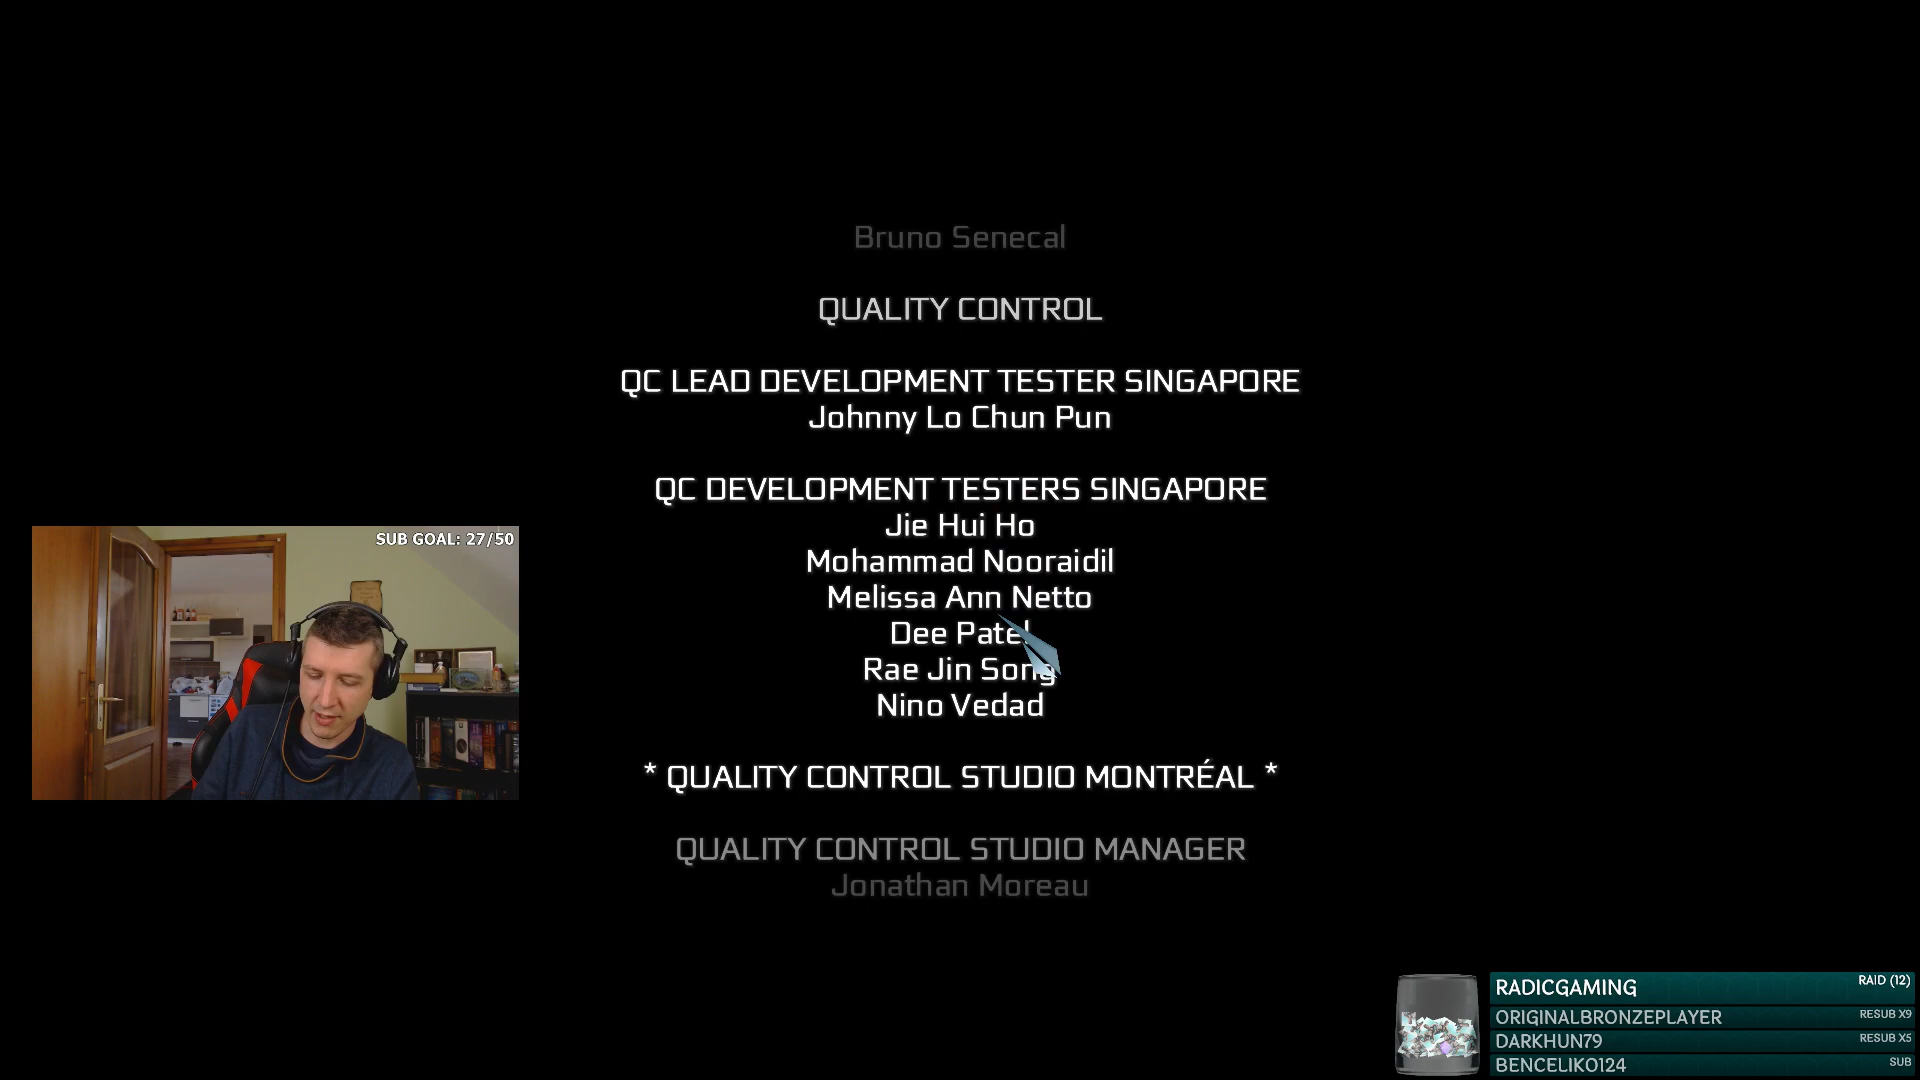 Bruno Senecal
QUALITY CONTROL
QC LEAD DEVELOPMENT TESTER SINGAPORE
Johnny Lo Chun Pun
QC DEVELOPMENT TESTERS SINGAPORE
Jie Hui Ho
Mohammad Nooraidil
Melissa Ann Netto
Dee Patel
Rae Jin Song
Nino Vedad
* QUALITY CONTROL STUDIO MONTRÉAL *
QUALITY CONTROL STUDIO MANAGER
Jonathan Moreau
SUB GOAL: 27/50
RADICGAMING RAID (12)
ORIGINALBRONZEPLAYER RESUB X9
DARKHUN79 RESUB X5
BENCELIKO124 SUB